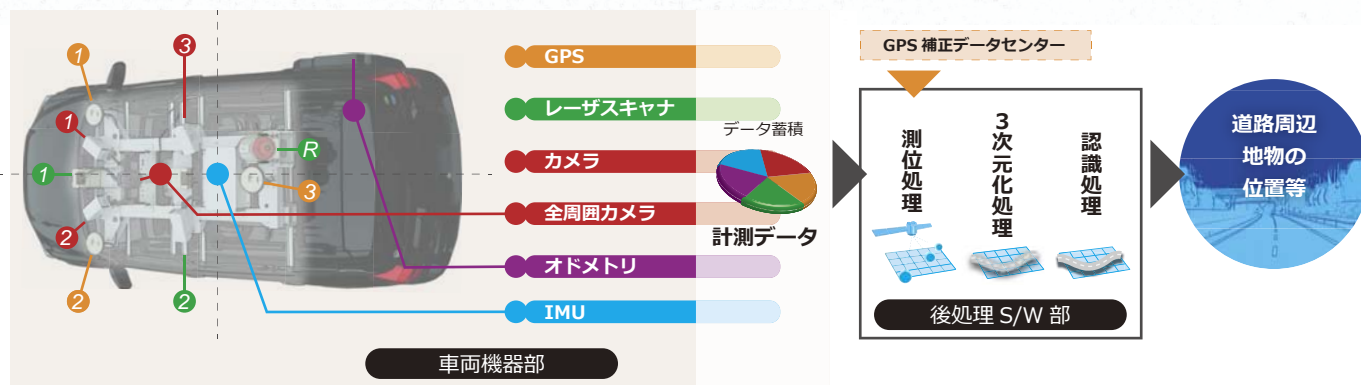 1
3
1
1
R
3
2
2
2
GPS
レーザスキャナ
カメラ
全周囲カメラ
オドメトリ
IMU
データ蓄積
計測データ
車両機器部
GPS 補正データセンター
測位処理
3次元化処理
認識処理
後処理 S/W 部
道路周辺
地物の
位置等